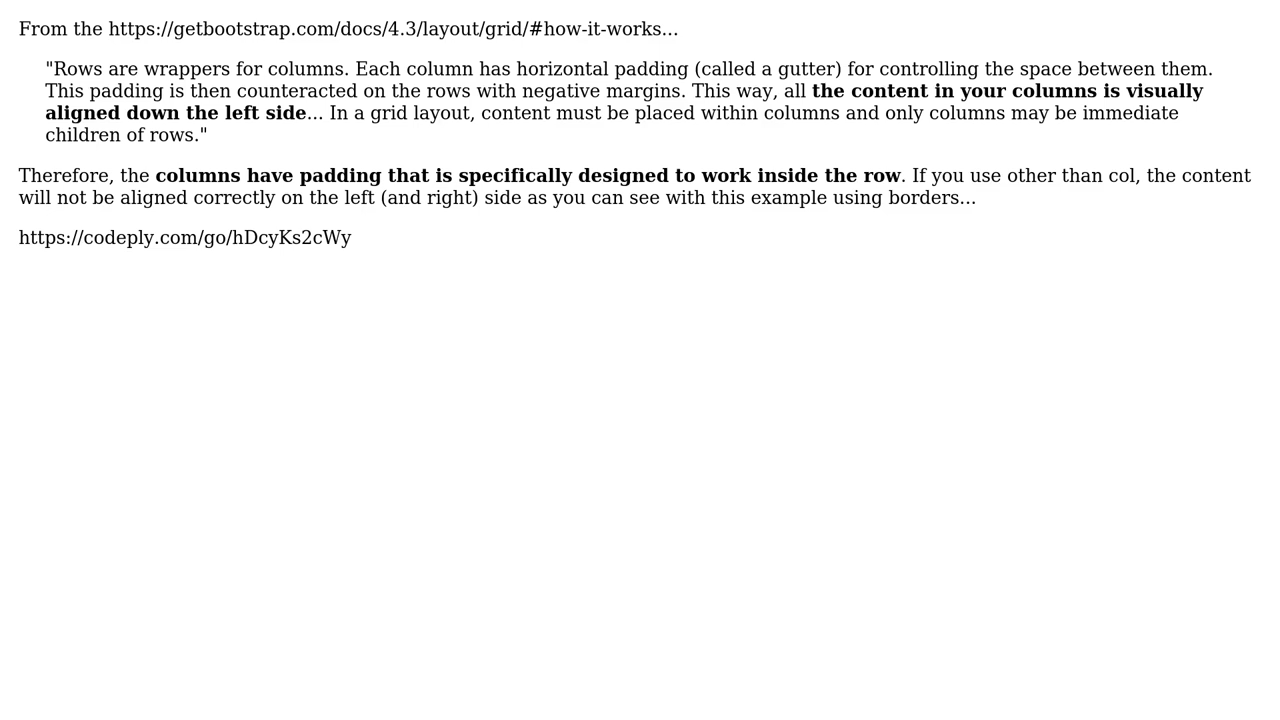 From the https://getbootstrap.com/docs/4.3/layout/grid/#how-it-works...
"Rows are wrappers for columns. Each column has horizontal padding (called a gutter) for controlling the space between them.
This padding is then counteracted on the rows with negative margins. This way, all the content in your columns is visually
aligned down the left side... In a grid layout, content must be placed within columns and only columns may be immediate
children of rows."
Therefore, the columns have padding that is specifically designed to work inside the row. If you use other than col, the content
will not be aligned correctly on the left (and right) side as you can see with this example using borders...
https://codeply.com/go/hDcyKs2cWy